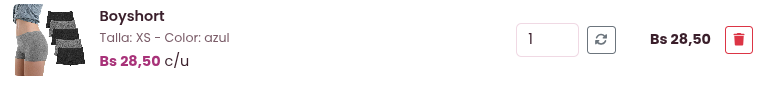 Boyshort
Talla: XS - Color: azul
Bs 28,50 c/u
1
Bs 28,50